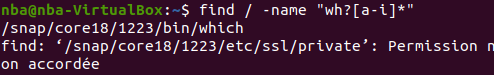 nba@nba-VirtualBox:~$ find / -name "wh?[a-i]*"
/snap/core18/1223/bin/which
find: ‘/snap/core18/1223/etc/ssl/private’: Permission n
on accordée